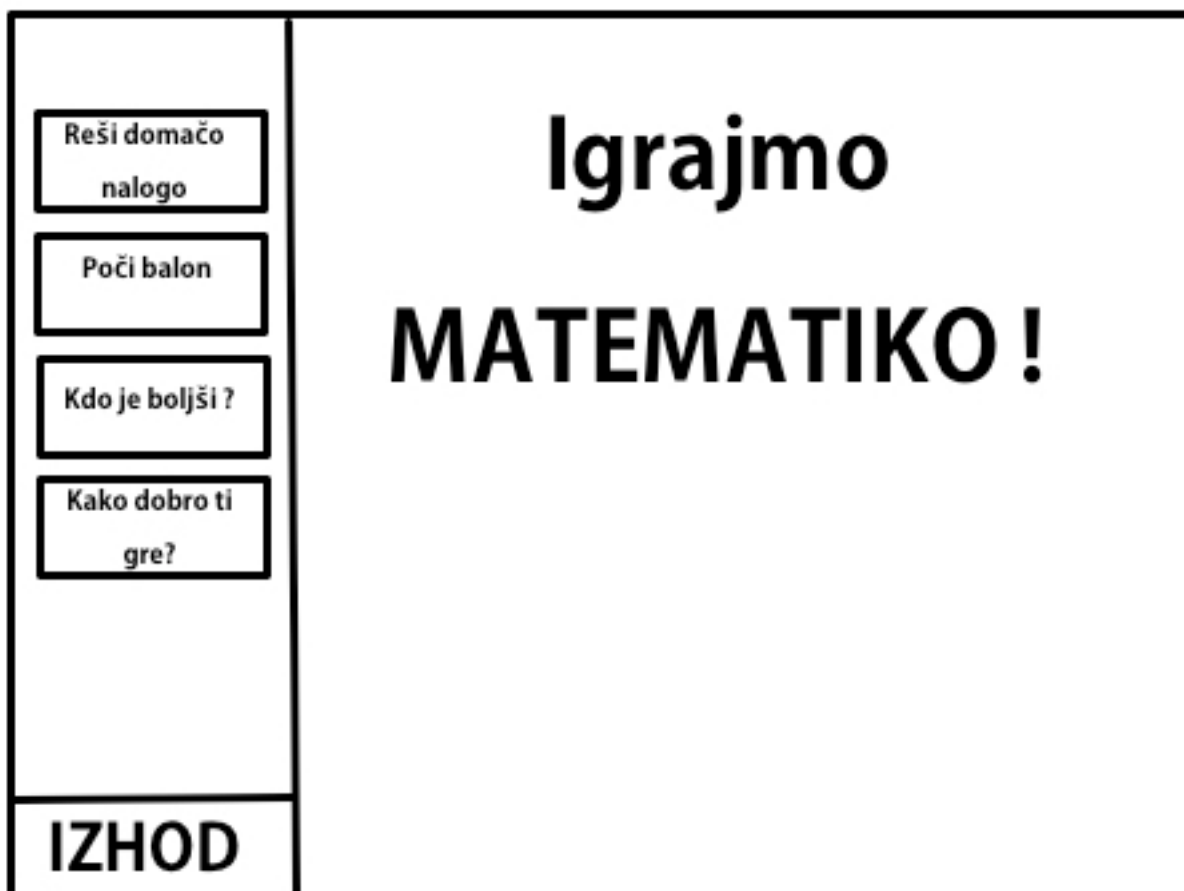 Reši domačo
nalogo
Poči balon
Kdo je boljši ?
Kako dobro ti
gre?
IZHOD
Igrajmo
MATEMATIKO !